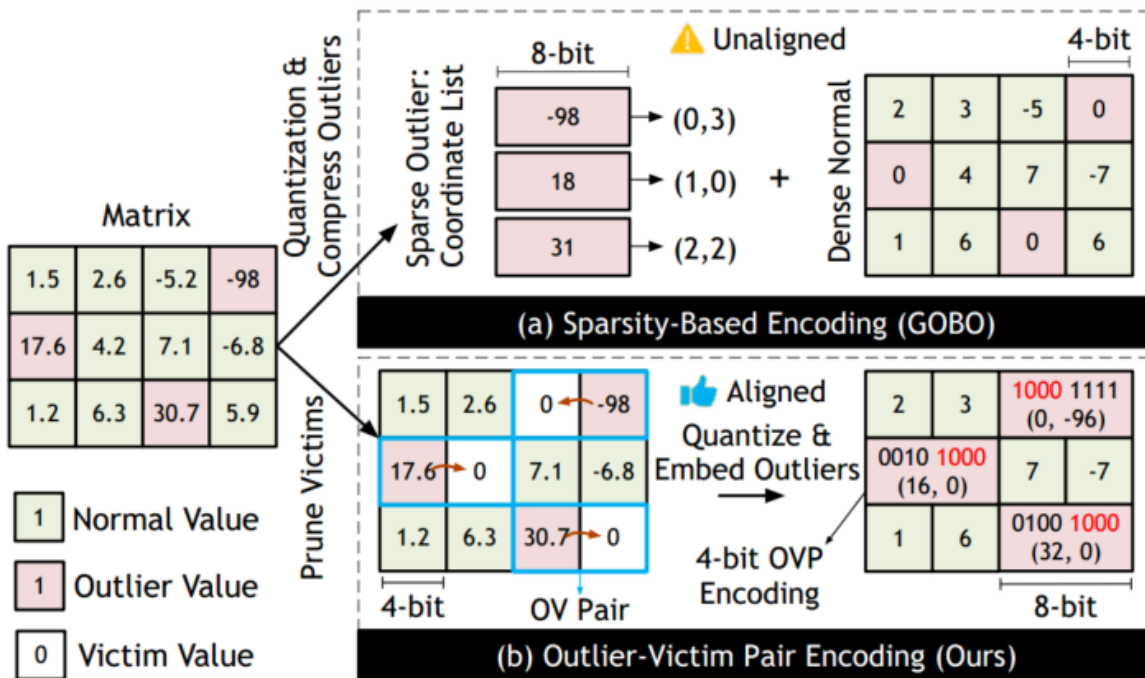 Matrix
1.5 2.6 -5.2 -98
17.6 4.2 7.1 -6.8
1.2 6.3 30.7 5.9
1 Normal Value
1 Outlier Value
0 Victim Value
Quantization &
Compress Outliers
Prune Victims
Sparse Outlier:
Coordinate List
8-bit
-98 (0,3)
18 (1,0)
31 (2,2)
+
Unaligned
Dense Normal
4-bit
2 3 -5 0
0 4 7 -7
1 6 0 6
(a) Sparsity-Based Encoding (GOBO)
1.5 2.6 0 -98
17.6 0 7.1 -6.8
1.2 6.3 30.7 0
4-bit
OV Pair
Aligned
Quantize &
Embed Outliers
4-bit OVP
Encoding
2 3 1000 1111
(0, -96)
0010 1000 7 -7
(16, 0)
1 6 0100 1000
(32, 0)
8-bit
(b) Outlier-Victim Pair Encoding (Ours)